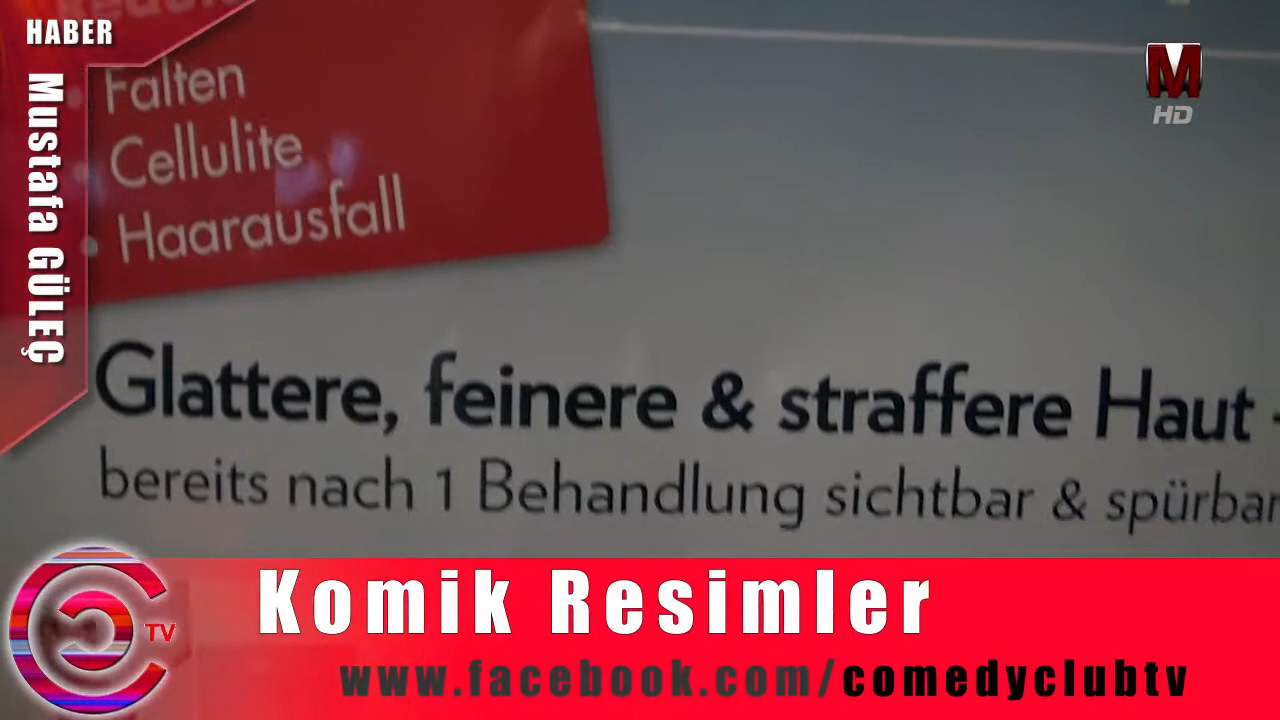 HABER
Mustafa GÜLEÇ
M
HD
Falten
Cellulite
Haarausfall
Glattere, feinere & straffere Haut -
bereits nach 1 Behandlung sichtbar & spürbar
TV
Komik Resimler
www.facebook.com/comedyclubtv